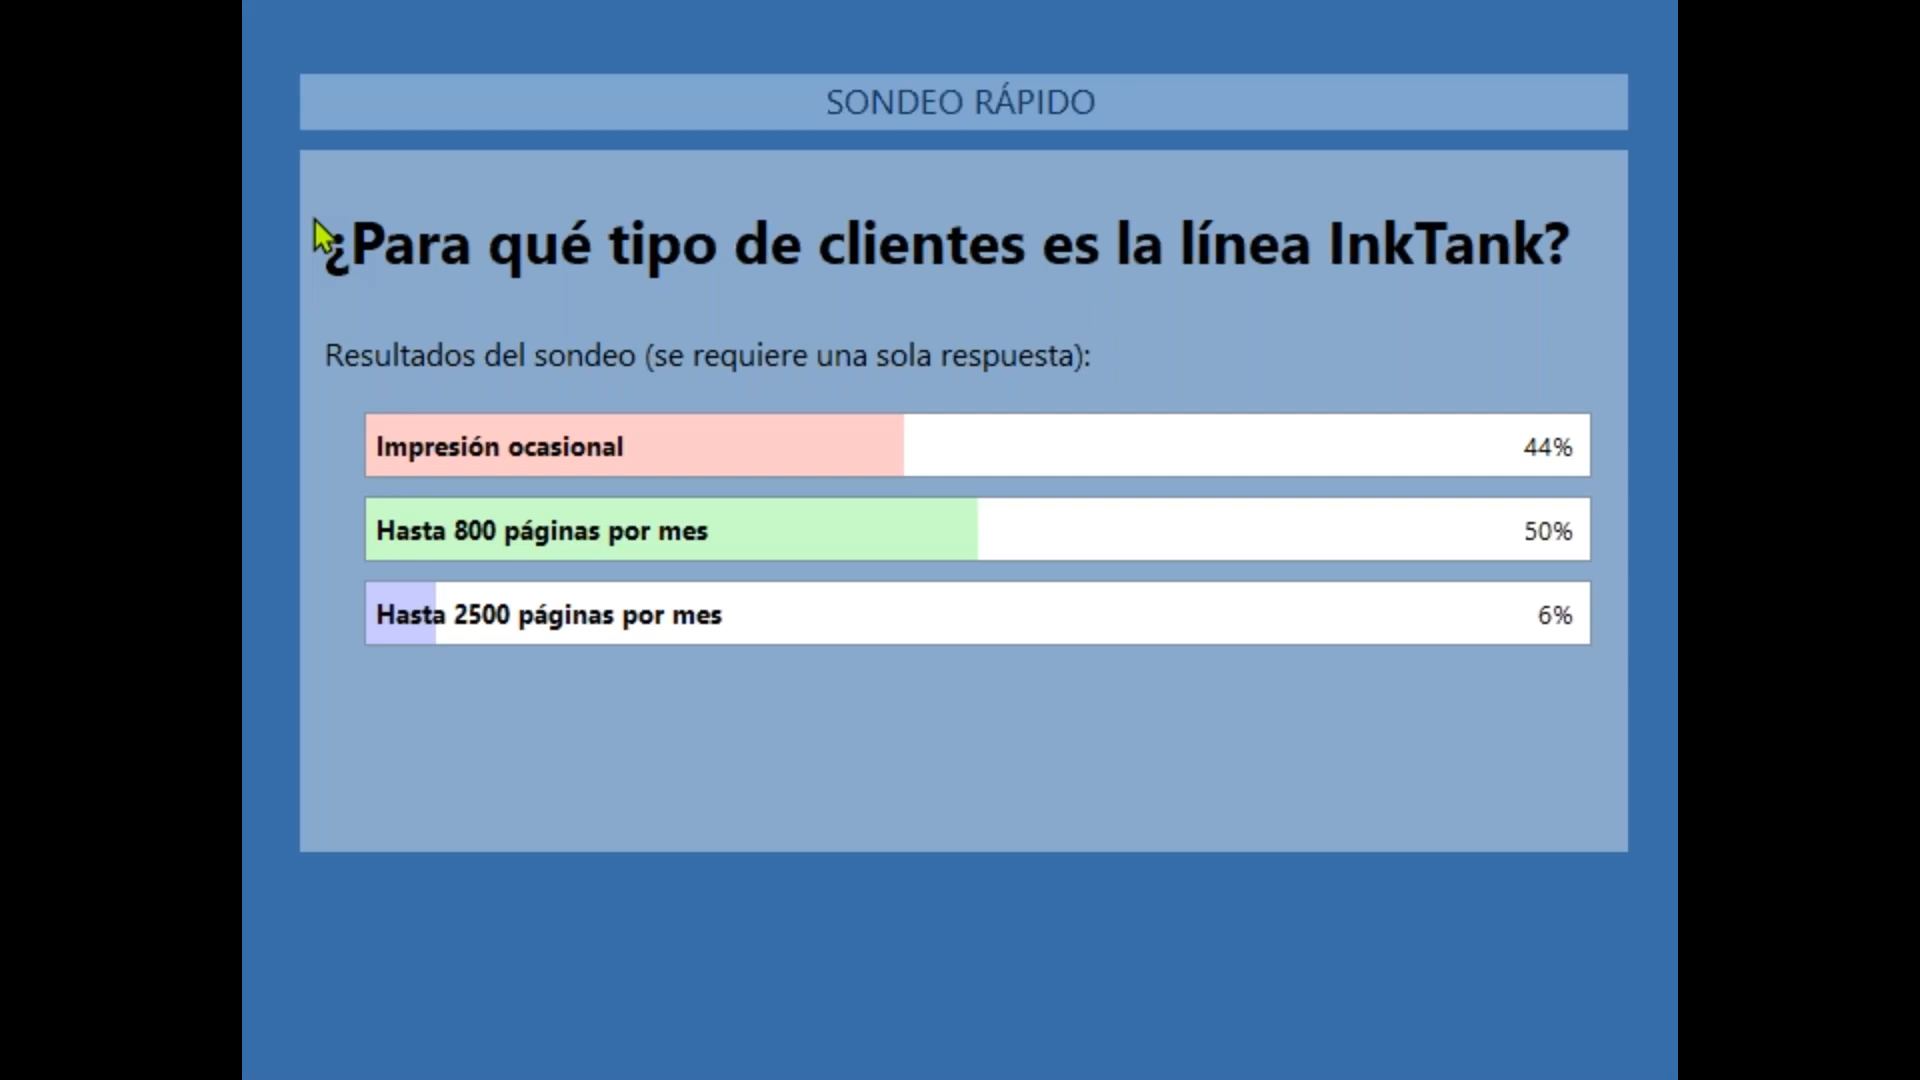 SONDEO RÁPIDO
¿Para qué tipo de clientes es la línea InkTank?
Resultados del sondeo (se requiere una sola respuesta):
Impresión ocasional 44%
Hasta 800 páginas por mes 50%
Hasta 2500 páginas por mes 6%